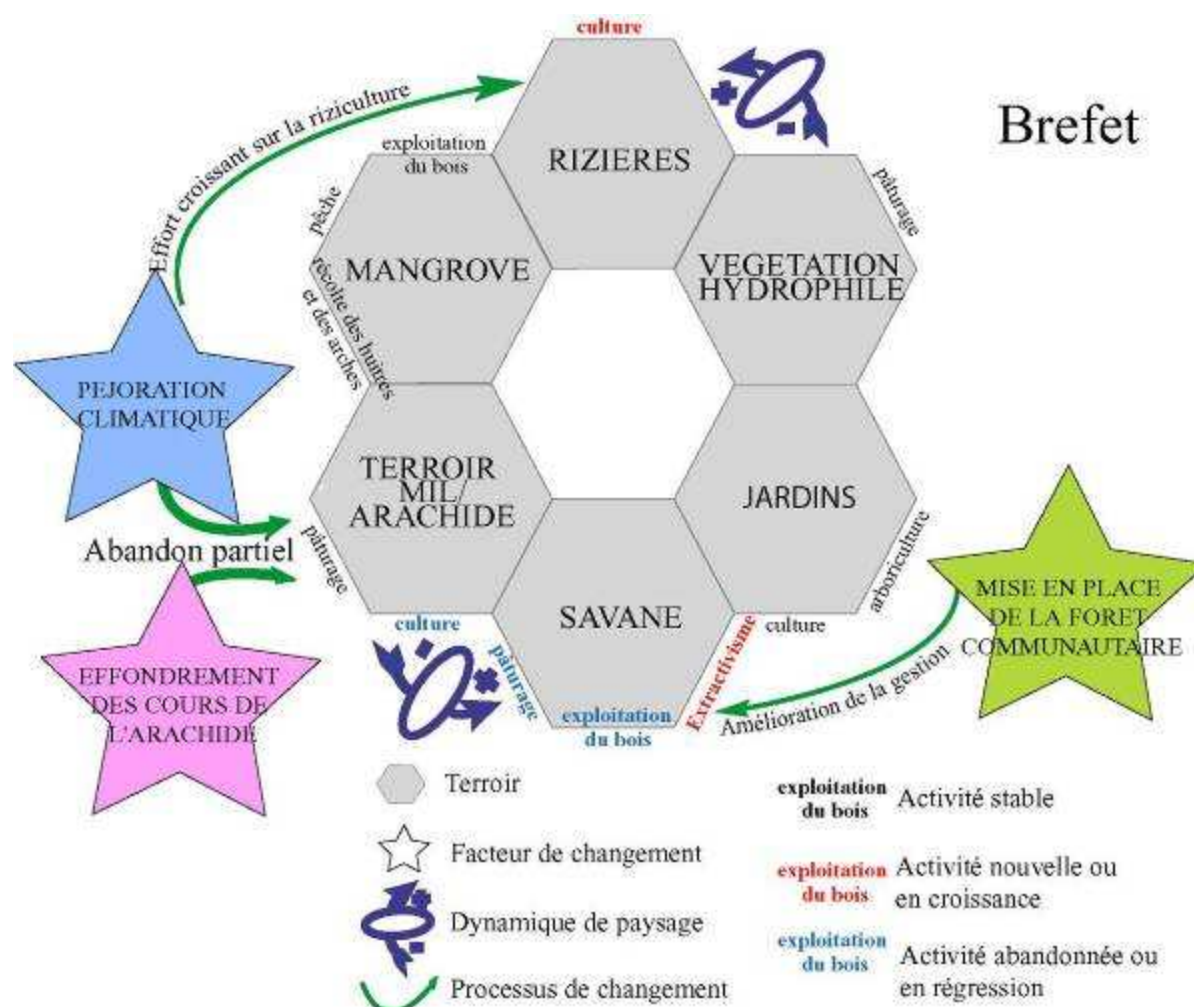 culture
Brefet
Effort croissant sur la riziculture
exploitation
du bois
RIZIERES
pâturage
pêche
MANGROVE
VEGETATION
HYDROPHILE
récolte des huitres
et des arches
PEJORATION
CLIMATIQUE
TERROIR
MIL/
ARACHIDE
JARDINS
Abandon partiel
pâturage
arboriculture
MISE EN PLACE
DE LA FORET
COMMUNAUTAIRE
SAVANE
culture
pâturage
exploitation
du bois
Extractivisme
culture
Amélioration de la gestion
EFFONDREMENT
DES COURS DE
L'ARACHIDE
Terroir
Facteur de changement
Dynamique de paysage
Processus de changement
exploitation
du bois
Activité stable
exploitation
du bois
Activité nouvelle ou
en croissance
exploitation
du bois
Activité abandonnée ou
en régression